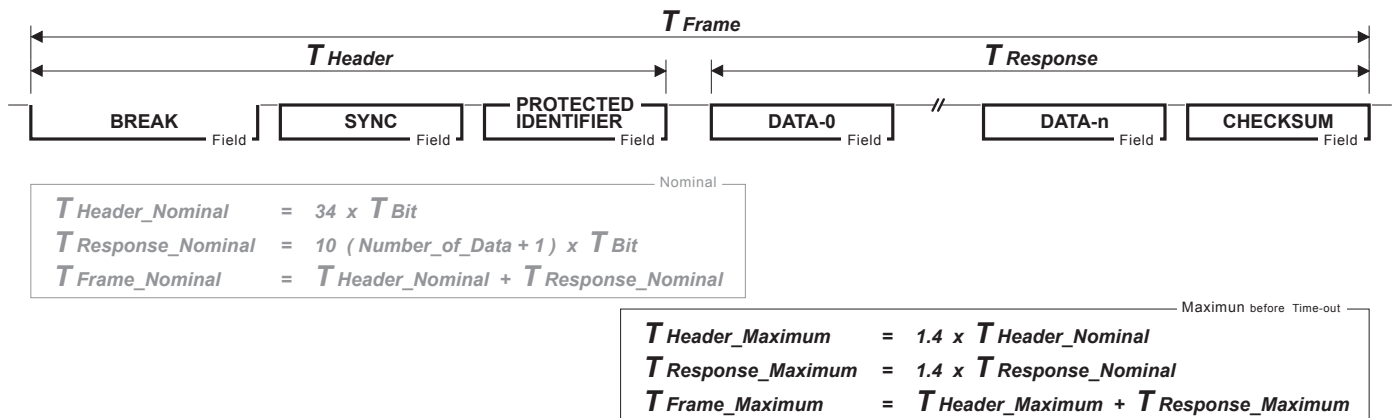 T Frame
T Header T Response
BREAK Field SYNC Field PROTECTED IDENTIFIER Field DATA-0 Field // DATA-n Field CHECKSUM Field
Nominal
T Header_Nominal = 34 x T Bit
T Response_Nominal = 10 ( Number_of_Data + 1 ) x T Bit
T Frame_Nominal = T Header_Nominal + T Response_Nominal
Maximun before Time-out
T Header_Maximum = 1.4 x T Header_Nominal
T Response_Maximum = 1.4 x T Response_Nominal
T Frame_Maximum = T Header_Maximum + T Response_Maximum